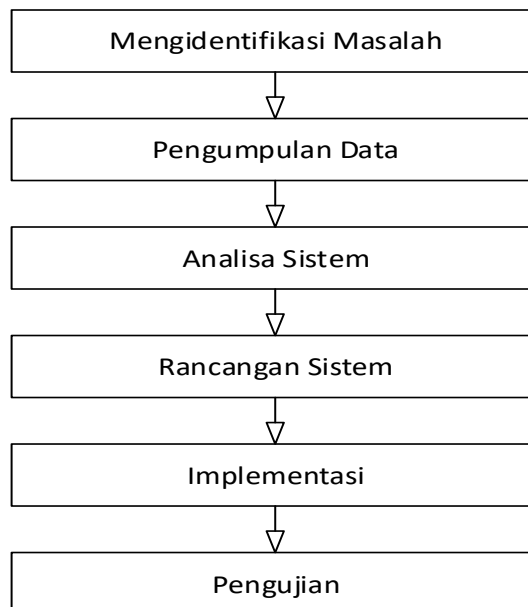 Mengidentifikasi Masalah
Pengumpulan Data
Analisa Sistem
Rancangan Sistem
Implementasi
Pengujian